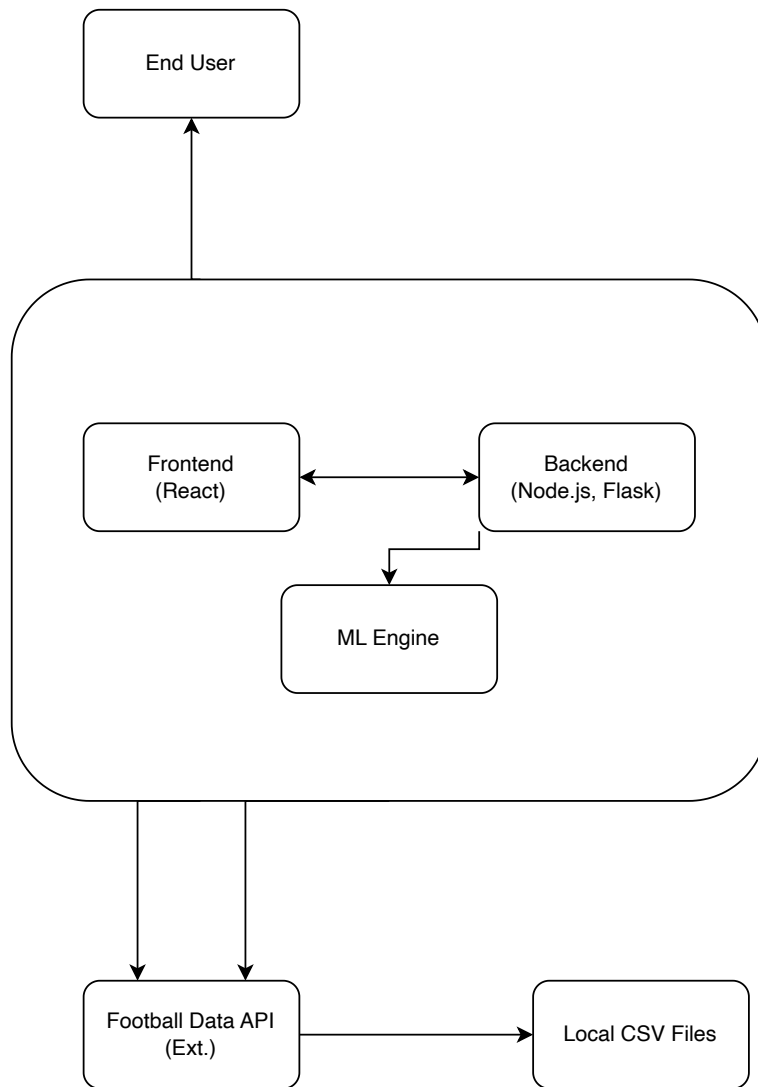 End User
Frontend
(React)
Backend
(Node.js, Flask)
ML Engine
Football Data API
(Ext.)
Local CSV Files